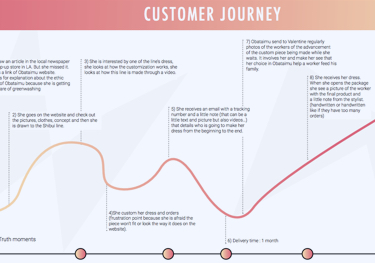 CUSTOMER JOURNEY
saw an article in the local newspaper
p-up store in L.A. But she missed it
a link of Obataimu website
s for explanation about the ethic
of Obataimu because she is getting
are of greenwashing
3) She is interested by one of the line's dress,
she looks at how the customization works, she
looks at how this line is made through a video.
7) Obataimu send to Valentine regularly
photos of the workers of the advancement
of the custom piece being made while she
waits. It involves her and make her see that
her choice in Obataimu help a worker feed his
family.
8) She receives her dress.
When she opens the package
she see a picture of the worker
with the final product and
a little note from the stylist
(handwritten or handwritten
like if they have too many
orders)
2) She goes on the website and check out
the pictures, clothes, concept and then she
is drawn to the Shibui line.
5) She receives an email with a tracking
number and a little note (that can be a
little text and picture but also videos...)
that details who is going to make her
dress from the beginning to the end
4)She custom her dress and orders
(frustration point because she is afraid the
piece won't fit or look the way it does on the
website).
6) Delivery time : 1 month
Truth moments